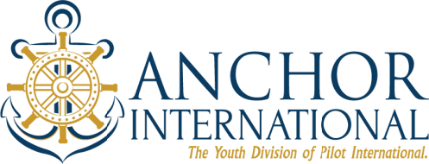 ANCHOR
INTERNATIONAL
The Youth Division of Pilot International.